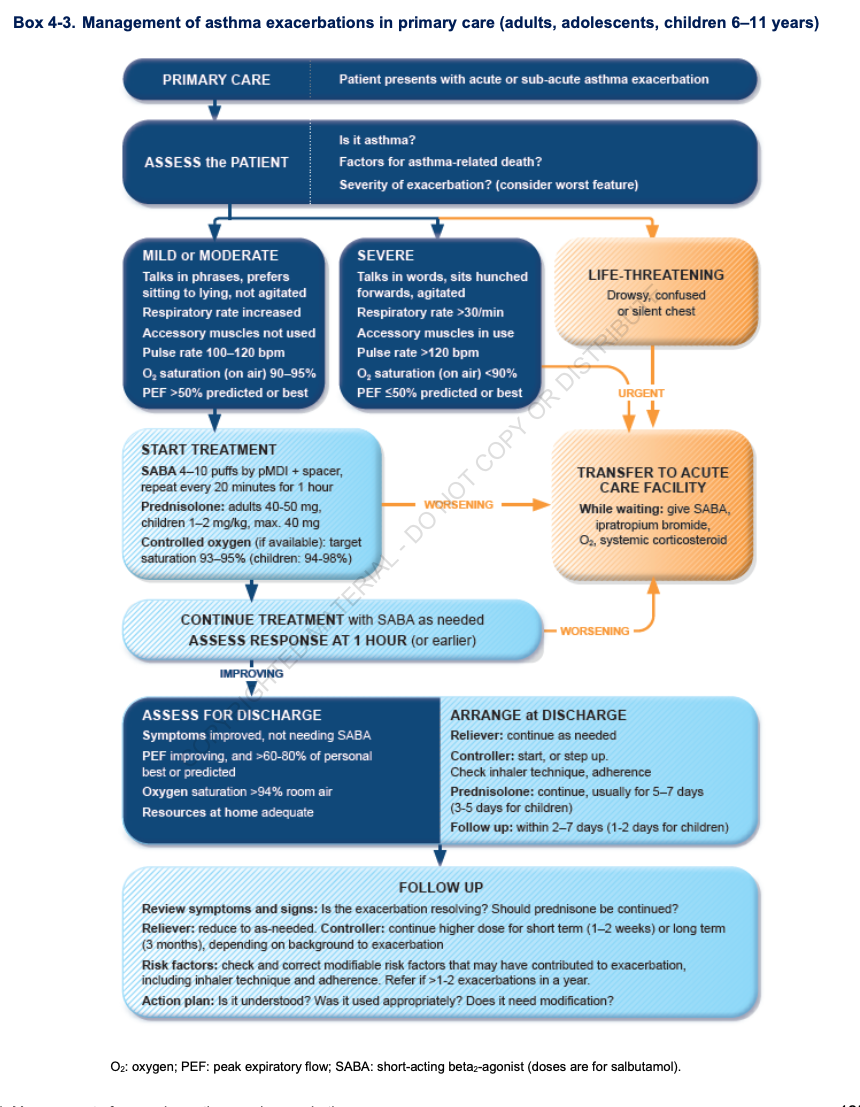 Box 4-3. Management of asthma exacerbations in primary care (adults, adolescents, children 6–11 years)
PRIMARY CARE
Patient presents with acute or sub-acute asthma exacerbation
ASSESS the PATIENT
Is it asthma?
Factors for asthma-related death?
Severity of exacerbation? (consider worst feature)
MILD or MODERATE
Talks in phrases, prefers
sitting to lying, not agitated
Respiratory rate increased
Accessory muscles not used
Pulse rate 100–120 bpm
O₂ saturation (on air) 90–95%
PEF >50% predicted or best
SEVERE
Talks in words, sits hunched
forwards, agitated
Respiratory rate >30/min
Accessory muscles in use
Pulse rate >120 bpm
O₂ saturation (on air) <90%
PEF ≤50% predicted or best
LIFE-THREATENING
Drowsy, confused
or silent chest
URGENT
START TREATMENT
SABA 4–10 puffs by pMDI + spacer,
repeat every 20 minutes for 1 hour
Prednisolone: adults 40-50 mg,
children 1–2 mg/kg, max. 40 mg
Controlled oxygen (if available): target
saturation 93–95% (children: 94-98%)
WORSENING
TRANSFER TO ACUTE
CARE FACILITY
While waiting: give SABA,
ipratropium bromide,
O₂, systemic corticosteroid
CONTINUE TREATMENT with SABA as needed
ASSESS RESPONSE AT 1 HOUR (or earlier)
WORSENING
IMPROVING
ASSESS FOR DISCHARGE
Symptoms improved, not needing SABA
PEF improving, and >60-80% of personal
best or predicted
Oxygen saturation >94% room air
Resources at home adequate
ARRANGE at DISCHARGE
Reliever: continue as needed
Controller: start, or step up.
Check inhaler technique, adherence
Prednisolone: continue, usually for 5–7 days
(3-5 days for children)
Follow up: within 2–7 days (1-2 days for children)
FOLLOW UP
Review symptoms and signs: Is the exacerbation resolving? Should prednisone be continued?
Reliever: reduce to as-needed. Controller: continue higher dose for short term (1–2 weeks) or long term
(3 months), depending on background to exacerbation
Risk factors: check and correct modifiable risk factors that may have contributed to exacerbation,
including inhaler technique and adherence. Refer if >1-2 exacerbations in a year.
Action plan: Is it understood? Was it used appropriately? Does it need modification?
COPYRIGHTED MATERIAL - DO NOT COPY OR DISTRIBUTE
O₂: oxygen; PEF: peak expiratory flow; SABA: short-acting beta₂-agonist (doses are for salbutamol).